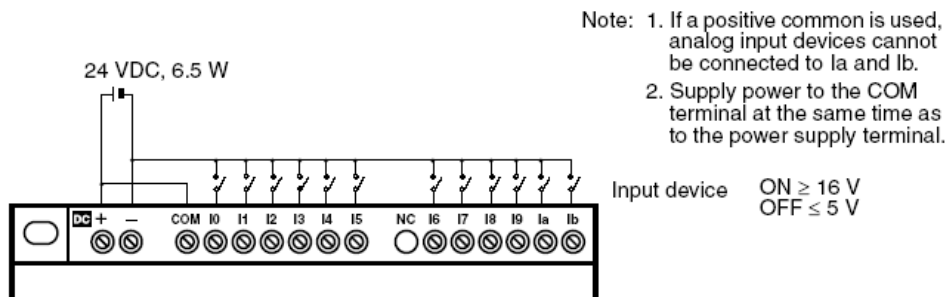 Note: 1. If a positive common is used,
analog input devices cannot
be connected to Ia and Ib.
2. Supply power to the COM
terminal at the same time as
to the power supply terminal.
24 VDC, 6.5 W
Input device ON ≥ 16 V
OFF ≤ 5 V
DC + − COM I0 I1 I2 I3 I4 I5 NC I6 I7 I8 I9 Ia Ib